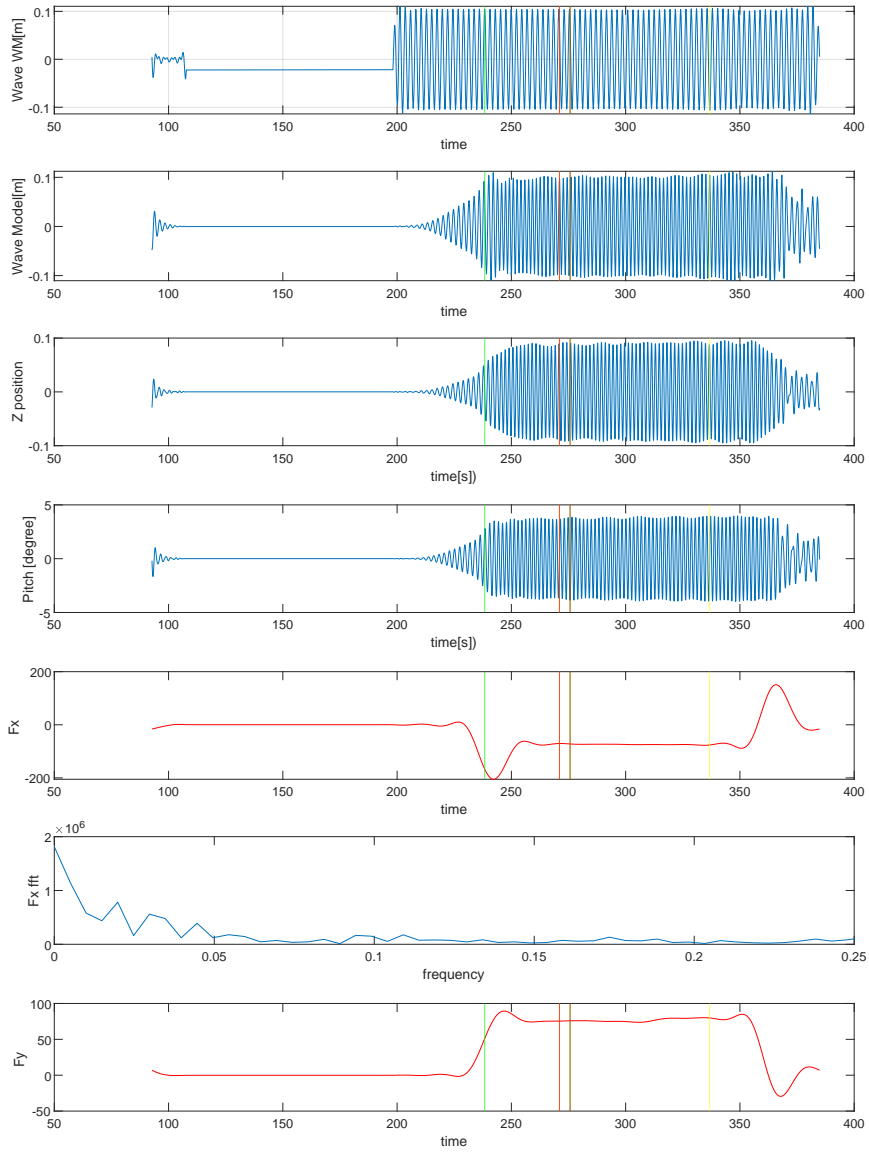 Wave WM[m]
0.1
0
-0.1
50 100 150 200 250 300 350 400
time
Wave Model[m]
0.1
0
-0.1
50 100 150 200 250 300 350 400
time
Z position
0.1
0
-0.1
50 100 150 200 250 300 350 400
time[s])
Pitch [degree]
5
0
-5
50 100 150 200 250 300 350 400
time[s])
Fx
200
0
-200
50 100 150 200 250 300 350 400
time
×10^6
Fx fft
2
1
0
0 0.05 0.1 0.15 0.2 0.25
frequency
Fy
100
50
0
-50
50 100 150 200 250 300 350 400
time